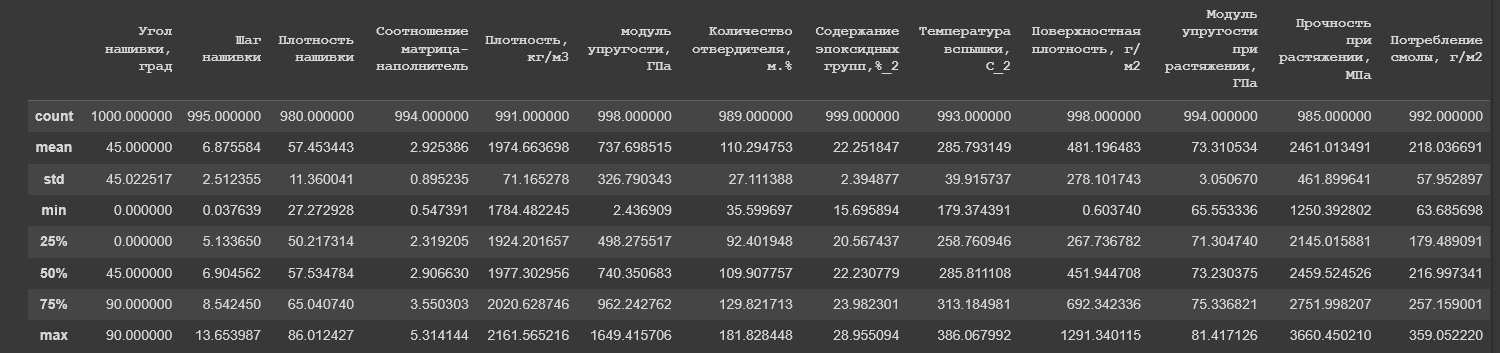 Угол нашивки, град Шаг нашивки Плотность нашивки Соотношение матрица-наполнитель Плотность, кг/м3 модуль упругости, ГПа Количество отвердителя, м.% Содержание эпоксидных групп,%_2 Температура вспышки, С_2 Поверхностная плотность, г/м2 Модуль упругости при растяжении, ГПа Прочность при растяжении, МПа Потребление смолы, г/м2
count 1000.000000 995.000000 980.000000 994.000000 991.000000 998.000000 989.000000 999.000000 993.000000 998.000000 994.000000 985.000000 992.000000
mean 45.000000 6.875584 57.453443 2.925386 1974.663698 737.698515 110.294753 22.251847 285.793149 481.196483 73.310534 2461.013491 218.036691
std 45.022517 2.512355 11.360041 0.895235 71.165278 326.790343 27.111388 2.394877 39.915737 278.101743 3.050670 461.899641 57.952897
min 0.000000 0.037639 27.272928 0.547391 1784.482245 2.436909 35.599697 15.695894 179.374391 0.603740 65.553336 1250.392802 63.685698
25% 0.000000 5.133650 50.217314 2.319205 1924.201657 498.275517 92.401948 20.567437 258.760946 267.736782 71.304740 2145.015881 179.489091
50% 45.000000 6.904562 57.534784 2.906630 1977.302956 740.350683 109.907757 22.230779 285.811108 451.944708 73.230375 2459.524526 216.997341
75% 90.000000 8.542450 65.040740 3.550303 2020.628746 962.242762 129.821713 23.982301 313.184981 692.342336 75.336821 2751.998207 257.159001
max 90.000000 13.653987 86.012427 5.314144 2161.565216 1649.415706 181.828448 28.955094 386.067992 1291.340115 81.417126 3660.450210 359.052220